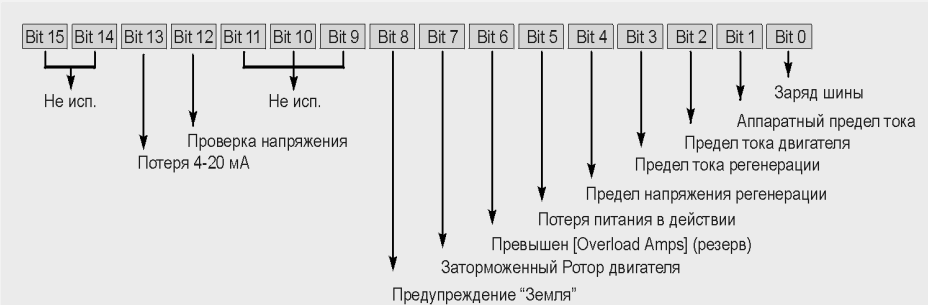 Bit 15 Bit 14 Bit 13 Bit 12 Bit 11 Bit 10 Bit 9 Bit 8 Bit 7 Bit 6 Bit 5 Bit 4 Bit 3 Bit 2 Bit 1 Bit 0
Не исп.
Не исп.
Заряд шины
Аппаратный предел тока
Проверка напряжения
Предел тока двигателя
Потеря 4-20 мА
Предел тока регенерации
Предел напряжения регенерации
Потеря питания в действии
Превышен [Overload Amps] (резерв)
Заторможенный Ротор двигателя
Предупреждение “Земля”